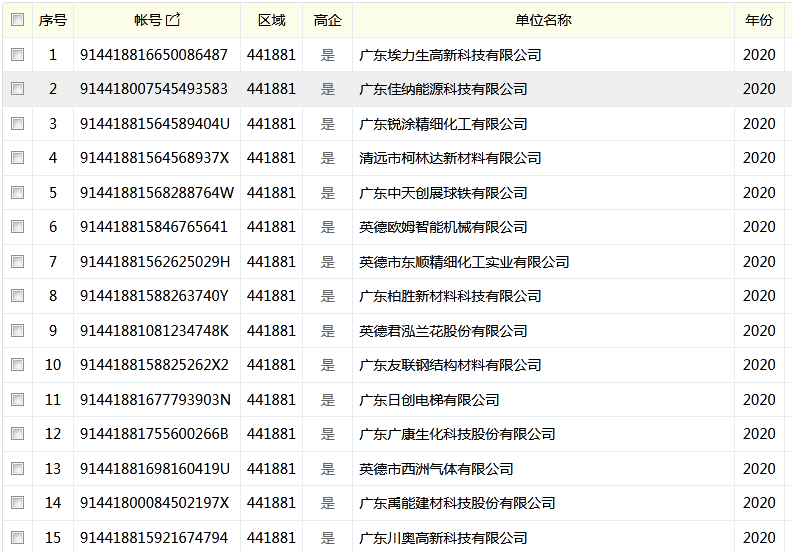 序号 帐号 区域 高企 单位名称 年份
1 914418816650086487 441881 是 广东埃力生高新科技有限公司 2020
2 914418007545493583 441881 是 广东佳纳能源科技有限公司 2020
3 91441881564589404U 441881 是 广东锐涂精细化工有限公司 2020
4 91441881564568937X 441881 是 清远市柯林达新材料有限公司 2020
5 91441881568288764W 441881 是 广东中天创展球铁有限公司 2020
6 914418815846765641 441881 是 英德欧姆智能机械有限公司 2020
7 91441881562625029H 441881 是 英德市东顺精细化工实业有限公司 2020
8 91441881588263740Y 441881 是 广东柏胜新材料科技有限公司 2020
9 91441881081234748K 441881 是 英德君泓兰花股份有限公司 2020
10 9144188158825262X2 441881 是 广东友联钢结构材料有限公司 2020
11 91441881677793903N 441881 是 广东日创电梯有限公司 2020
12 91441881755600266B 441881 是 广东广康生化科技股份有限公司 2020
13 91441881698160419U 441881 是 英德市西洲气体有限公司 2020
14 91441800084502197X 441881 是 广东禹能建材科技股份有限公司 2020
15 914418815921674794 441881 是 广东川奥高新科技有限公司 2020